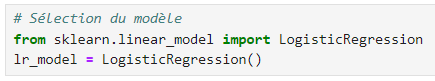 # Sélection du modèle
from sklearn.linear_model import LogisticRegression
lr_model = LogisticRegression()